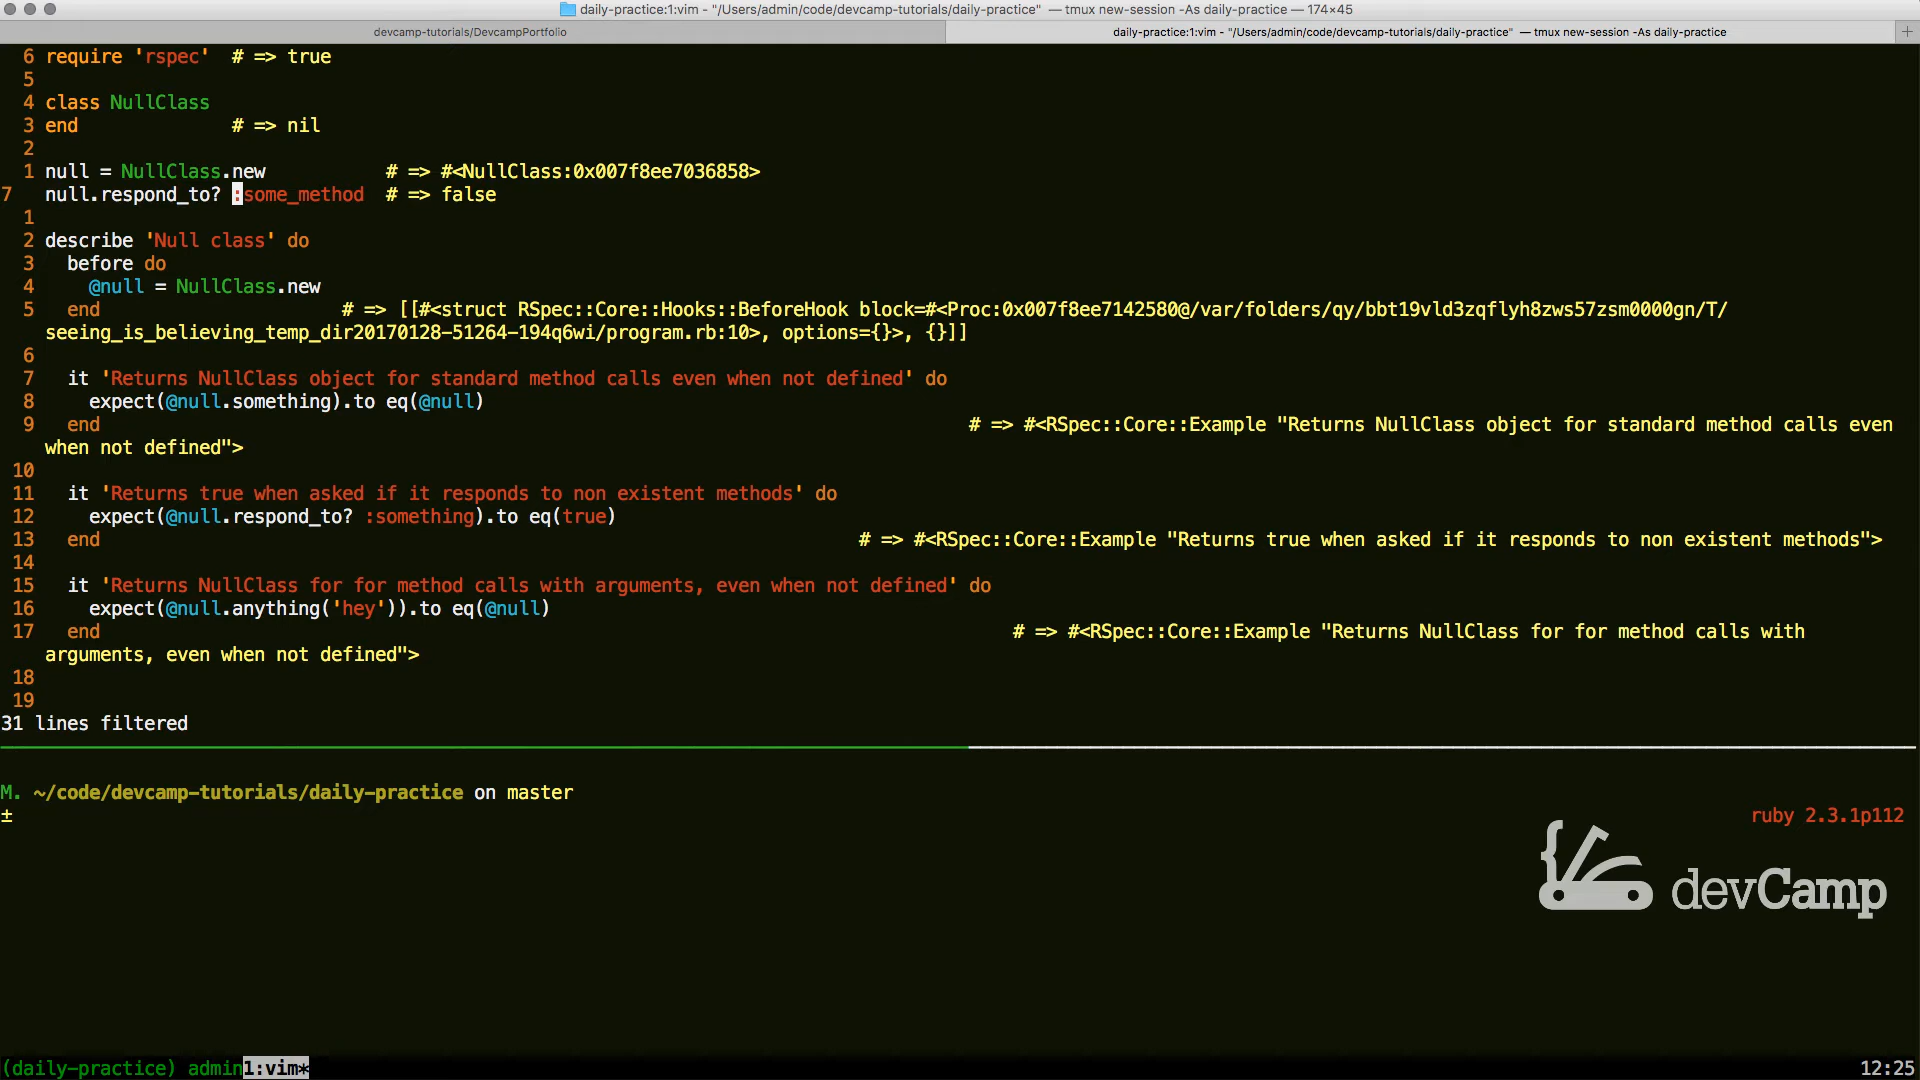 daily-practice:1:vim - "/Users/admin/code/devcamp-tutorials/daily-practice" — tmux new-session -As daily-practice — 174×45
devcamp-tutorials/DevcampPortfolio
daily-practice:1:vim - "/Users/admin/code/devcamp-tutorials/daily-practice" — tmux new-session -As daily-practice
6 require 'rspec'  # => true
5
4 class NullClass
3 end              # => nil
2
1 null = NullClass.new           # => #<NullClass:0x007f8ee7036858>
7   null.respond_to? :some_method  # => false
1
2 describe 'Null class' do
3   before do
4     @null = NullClass.new
5   end                      # => [[#<struct RSpec::Core::Hooks::BeforeHook block=#<Proc:0x007f8ee7142580@/var/folders/qy/bbt19vld3zqflyh8zws57zsm0000gn/T/
seeing_is_believing_temp_dir20170128-51264-194q6wi/program.rb:10>, options={}>, {}]]
6
7   it 'Returns NullClass object for standard method calls even when not defined' do
8     expect(@null.something).to eq(@null)
9   end                                                                               # => #<RSpec::Core::Example "Returns NullClass object for standard method calls even
when not defined">
10
11   it 'Returns true when asked if it responds to non existent methods' do
12     expect(@null.respond_to? :something).to eq(true)
13   end                                                                     # => #<RSpec::Core::Example "Returns true when asked if it responds to non existent methods">
14
15   it 'Returns NullClass for for method calls with arguments, even when not defined' do
16     expect(@null.anything('hey')).to eq(@null)
17   end                                                                                   # => #<RSpec::Core::Example "Returns NullClass for for method calls with
arguments, even when not defined">
18
19
31 lines filtered
M. ~/code/devcamp-tutorials/daily-practice on master
±
ruby 2.3.1p112
devCamp
(daily-practice) admin1:vim*
12:25